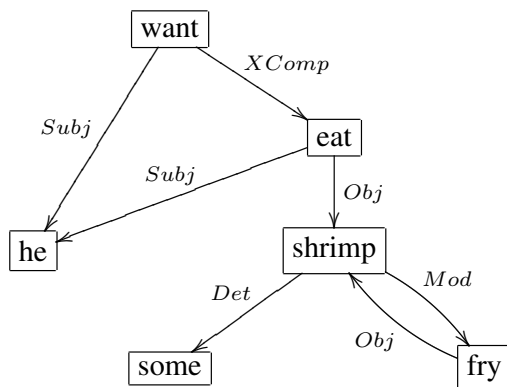 want
XComp
Subj
eat
Subj
Obj
he
shrimp
Det
Mod
Obj
some
fry